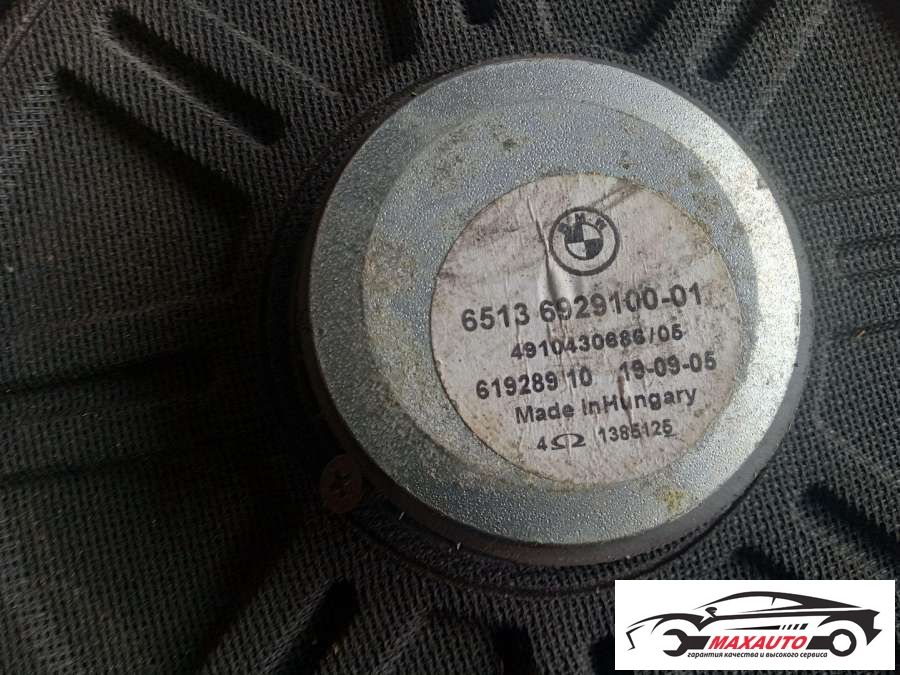 BMW
6513 6929100-01
4910430686/05
619289 10 19-09-05
Made in Hungary
4Ω 1385125
MAXAUTO
гарантия качества и высокого сервиса